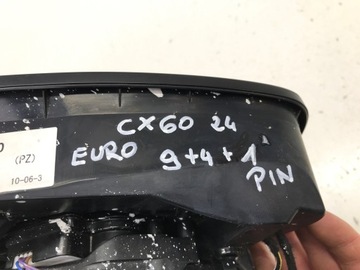 CX60 24
(PZ)
EURO 9+4+1
PIN
10-06-3